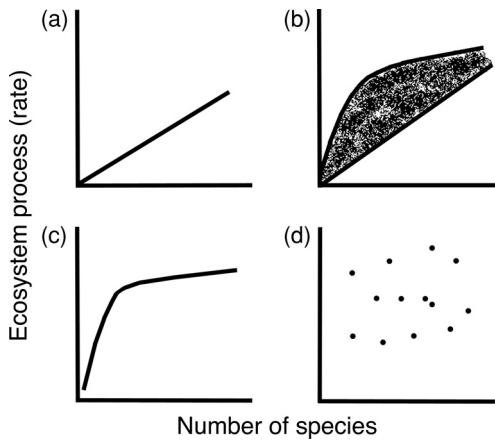 (a)
(b)
Ecosystem process (rate)
(c)
(d)
Number of species